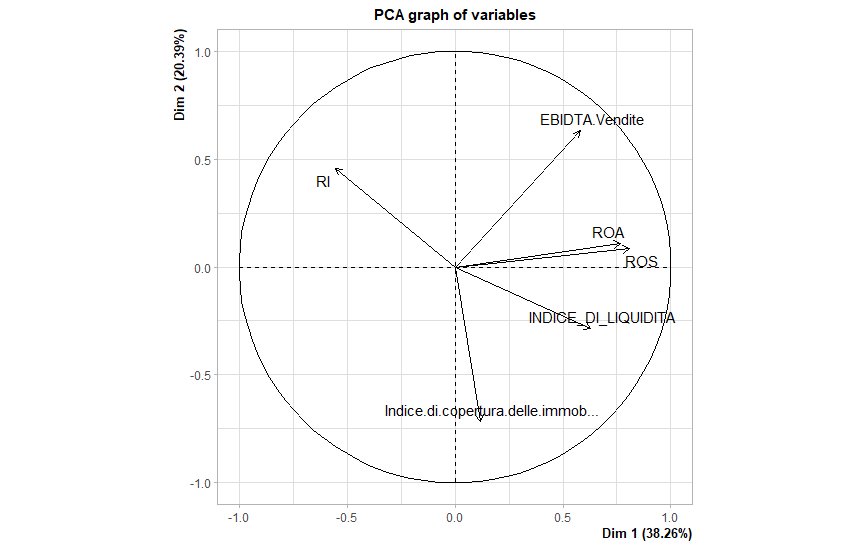 PCA graph of variables
Dim 2 (20.39%)
1.0
0.5
0.0
-0.5
-1.0
EBIDTA.Vendite
RI
ROA
ROS
INDICE_DI_LIQUIDITA
Indice.di.copertura.delle.immob...
-1.0
-0.5
0.0
0.5
1.0
Dim 1 (38.26%)